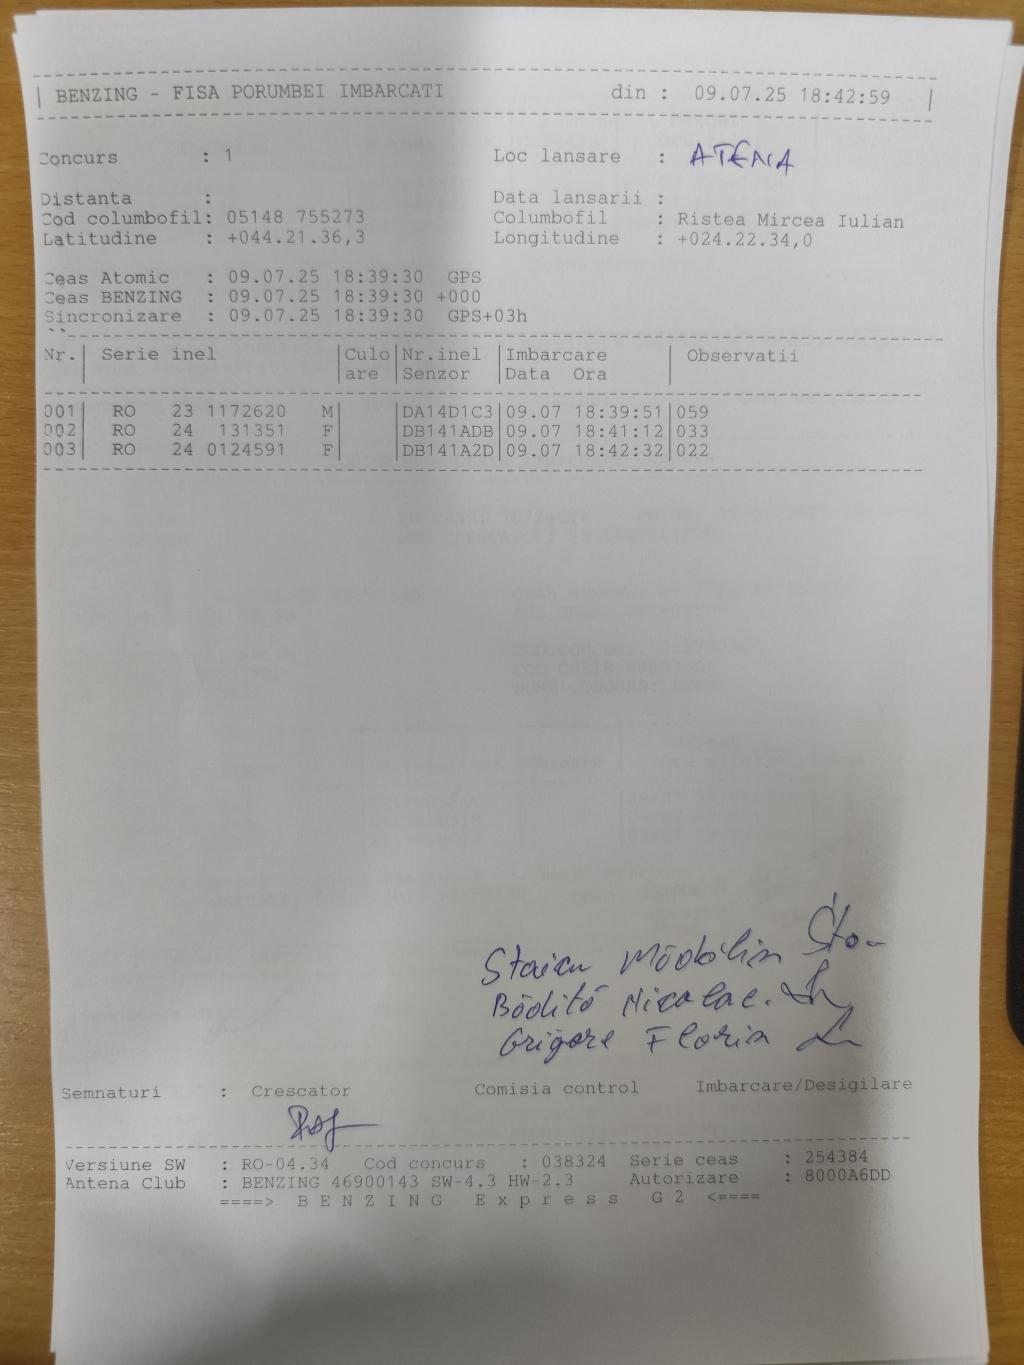 BENZING - FISA PORUMBEI IMBARCATI din : 09.07.25 18:42:59
Concurs : 1 Loc lansare : ATENA
Distanta : Data lansarii :
Cod columbofil: 05148 755273 Columbofil : Ristea Mircea Iulian
Latitudine : +044.21.36,3 Longitudine : +024.22.34,0
Ceas Atomic : 09.07.25 18:39:30 GPS
Ceas BENZING : 09.07.25 18:39:30 +000
Sincronizare : 09.07.25 18:39:30 GPS+03h
Nr. Serie inel Culo Nr.inel Imbarcare Observatii
are Senzor Data Ora
001 RO 23 1172620 M DA14D1C3 09.07 18:39:51 059
002 RO 24 131351 F DB141ADB 09.07 18:41:12 033
003 RO 24 0124591 F DB141A2D 09.07 18:42:32 022
Staicu Mădălin
Bădită Nicolae.
Grigore Florin
Semnaturi : Crescator Comisia control Imbarcare/Desigilare
Versiune SW : RO-04.34 Cod concurs : 038324 Serie ceas : 254384
Antena Club : BENZING 46900143 SW-4.3 HW-2.3 Autorizare : 8000A6DD
====> B E N Z I N G E x p r e s s G 2 <====